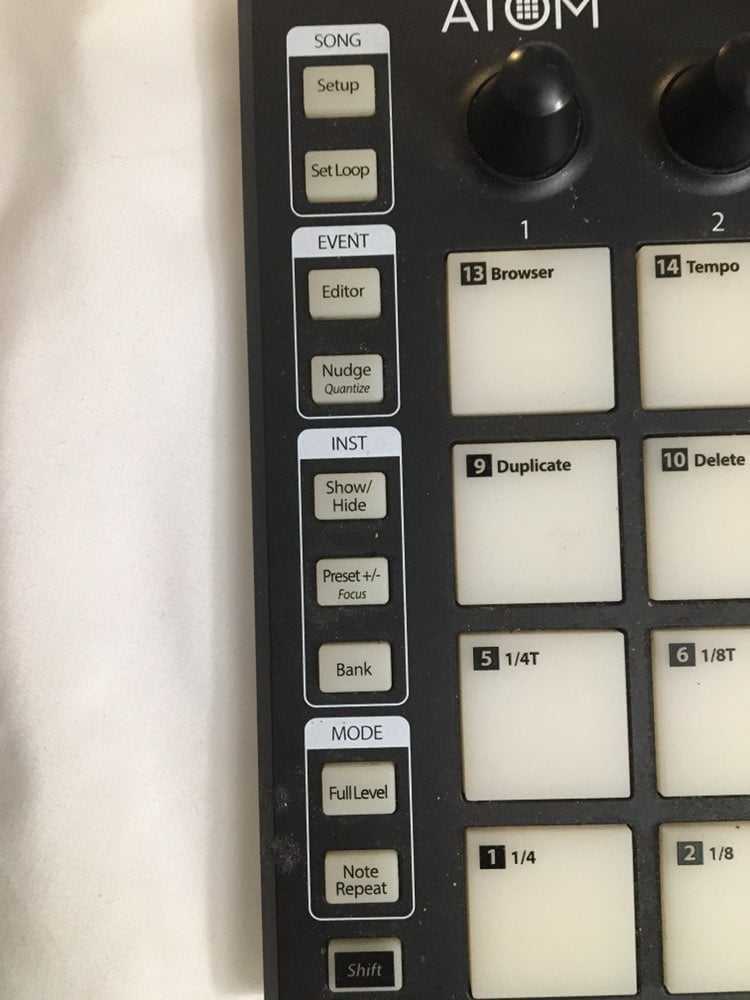 ATOM
SONG
Setup
Set Loop
EVENT
Editor
Nudge
Quantize
INST
Show/
Hide
Preset +/-
Focus
Bank
MODE
Full Level
Note
Repeat
Shift
1
2
13 Browser
14 Tempo
9 Duplicate
10 Delete
5 1/4T
6 1/8T
1 1/4
2 1/8